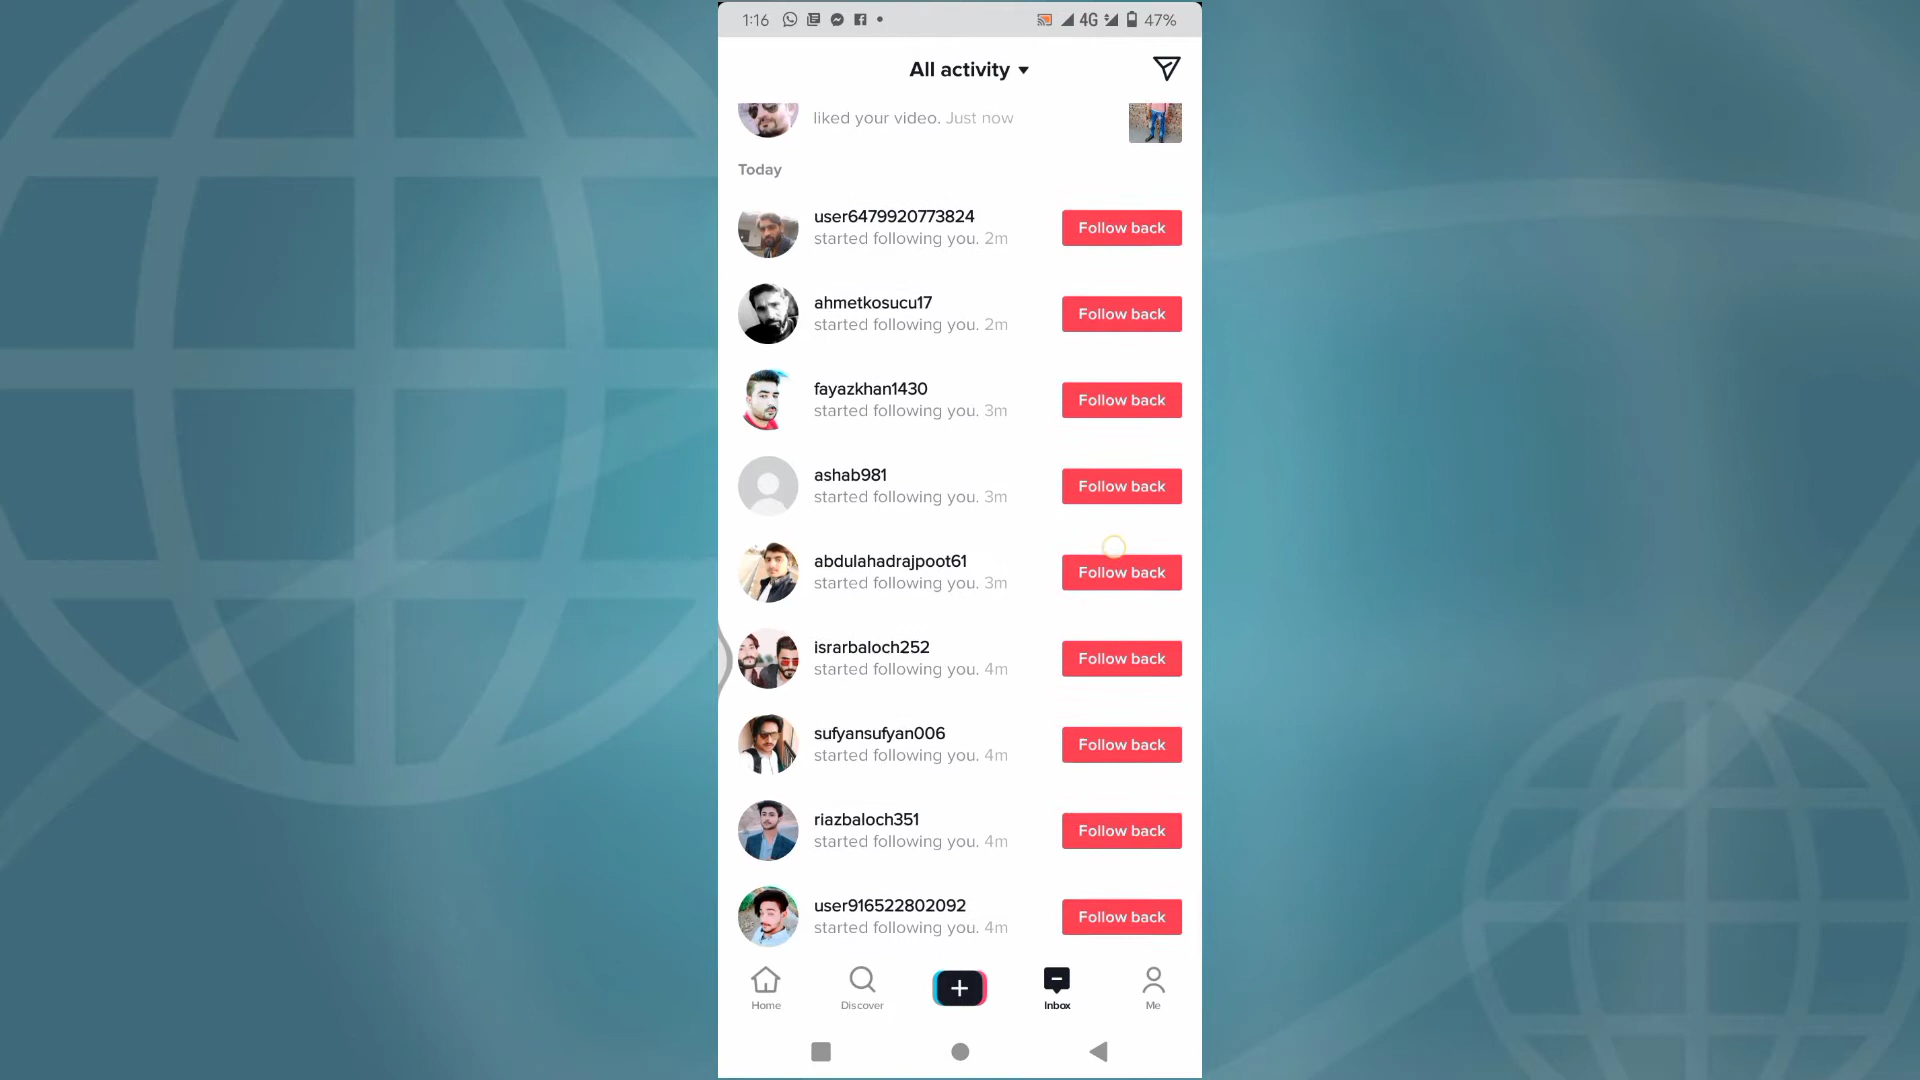 1:16 4G 47%
All activity
liked your video. Just now
Today
user6479920773824
started following you. 2m
Follow back
ahmetkosucu17
started following you. 2m
Follow back
fayazkhan1430
started following you. 3m
Follow back
ashab981
started following you. 3m
Follow back
abdulahadrajpoot61
started following you. 3m
Follow back
israrbaloch252
started following you. 4m
Follow back
sufyansufyan006
started following you. 4m
Follow back
riazbaloch351
started following you. 4m
Follow back
user916522802092
started following you. 4m
Follow back
Home Discover Inbox Me